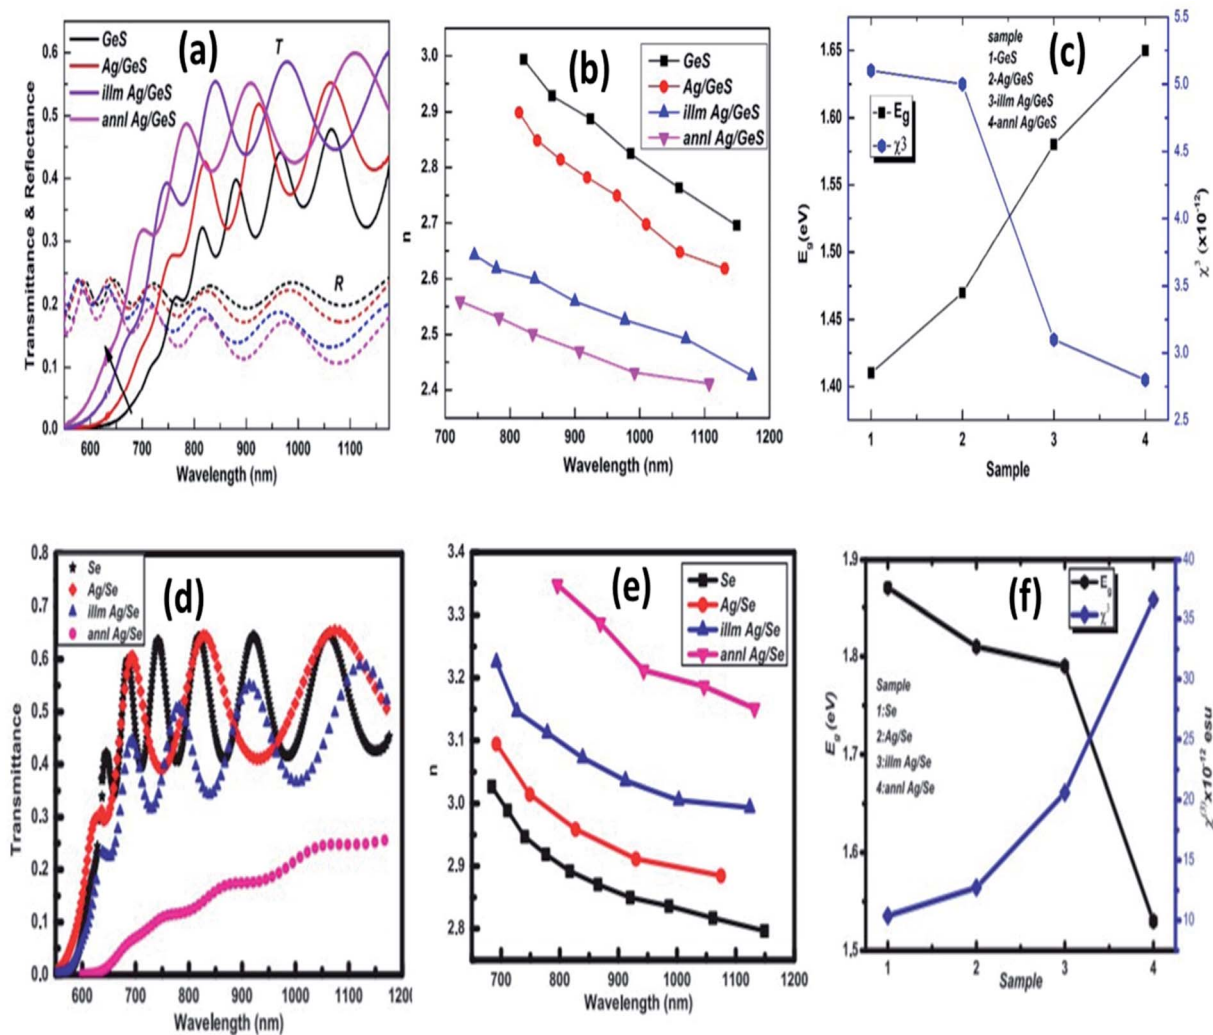 (a)
T
GeS
Ag/GeS
illm Ag/GeS
annl Ag/GeS
R
Transmittance & Reflectance
0.6
0.5
0.4
0.3
0.2
0.1
0.0
600 700 800 900 1000 1100
Wavelength (nm)
(b)
GeS
Ag/GeS
illm Ag/GeS
annl Ag/GeS
n
3.0
2.9
2.8
2.7
2.6
2.5
2.4
700 800 900 1000 1100 1200
Wavelength (nm)
(c)
sample
1-GeS
2-Ag/GeS
3-illm Ag/GeS
4-annl Ag/GeS
Eg
χ3
Eg(eV)
1.65
1.60
1.55
1.50
1.45
1.40
5.5
5.0
4.5
4.0
3.5
3.0
2.5
χ3 (x10-12)
1 2 3 4
Sample
(d)
Se
Ag/Se
illm Ag/Se
annl Ag/Se
Transmittance
0.8
0.7
0.6
0.5
0.4
0.3
0.2
0.1
0.0
600 700 800 900 1000 1100 120
Wavelength (nm)
(e)
Se
Ag/Se
illm Ag/Se
annl Ag/Se
n
3.4
3.3
3.2
3.1
3.0
2.9
2.8
700 800 900 1000 1100 1200
Wavelength (nm)
(f)
Eg
χ3
Sample
1:Se
2:Ag/Se
3:illm Ag/Se
4:annl Ag/Se
Eg (eV)
1.9
1.8
1.7
1.6
1.5
40
35
30
25
20
15
10
χ(3)x10-12 esu
1 2 3 4
Sample